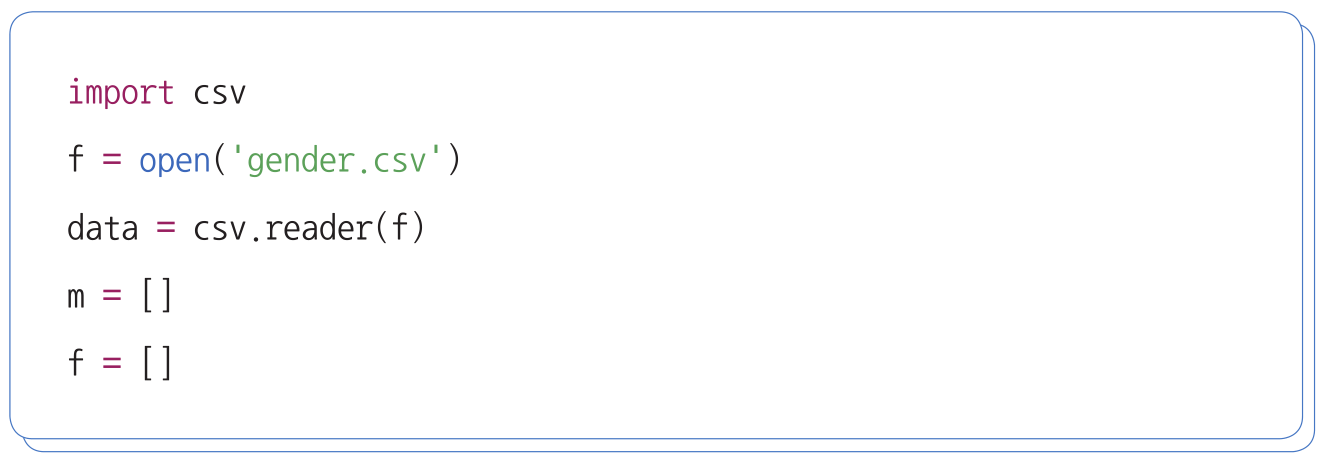 import csv
f = open('gender.csv')
data = csv.reader(f)
m = []
f = []